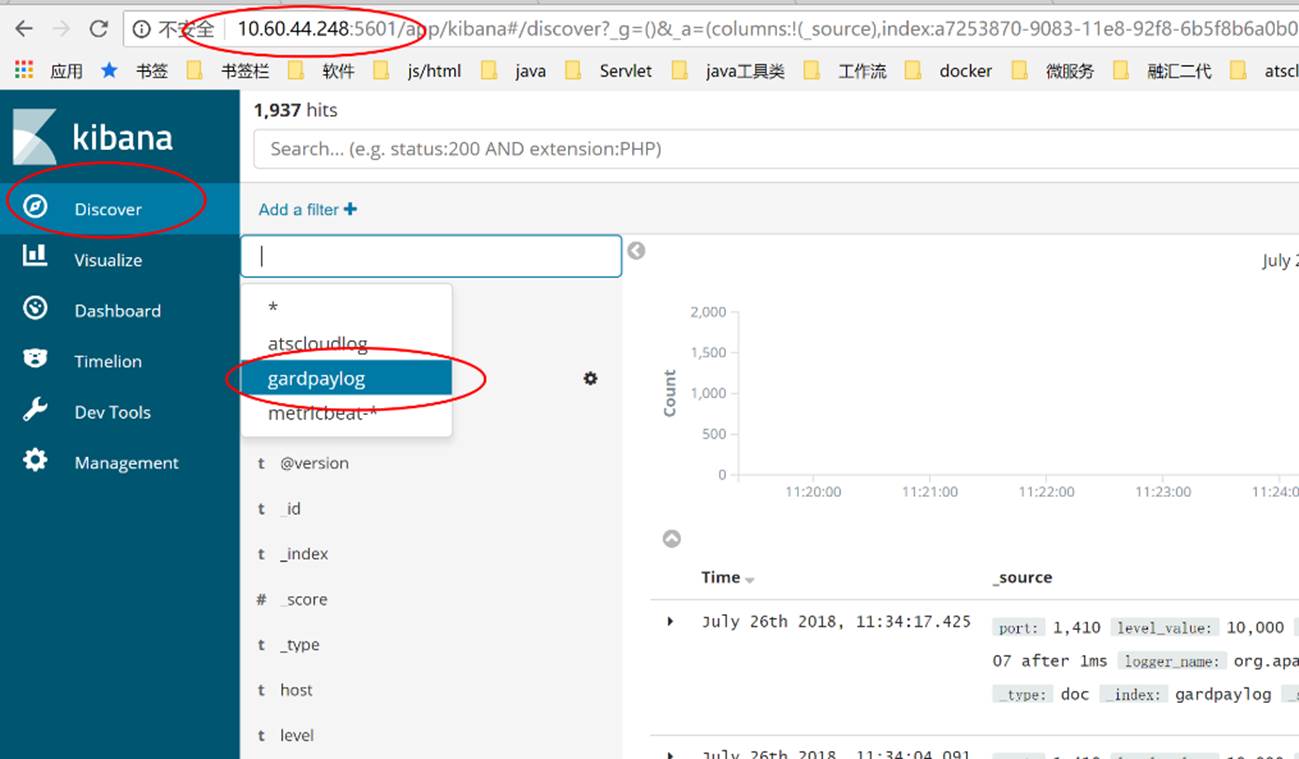 不安全 10.60.44.248:5601/app/kibana#/discover?_g=()&_a=(columns:!(_source),index:a7253870-9083-11e8-92f8-6b5f8b6a0b0
应用 书签 书签栏 软件 js/html java Servlet java工具类 工作流 docker 微服务 融汇二代 atscl
kibana
1,937 hits
Search... (e.g. status:200 AND extension:PHP)
Discover
Add a filter
Visualize
Dashboard
Timelion
Dev Tools
Management
*
atscloudlog
gardpaylog
metricbeat-*
t @version
t _id
t _index
# _score
t _type
t host
t level
July 2
Count
2,000
1,500
1,000
500
0
11:20:00 11:21:00 11:22:00 11:23:00 11:24:0
Time _source
July 26th 2018, 11:34:17.425 port: 1,410 level_value: 10,000
07 after 1ms logger_name: org.apa
_type: doc _index: gardpaylog
July 26th 2018, 11:34:04.091